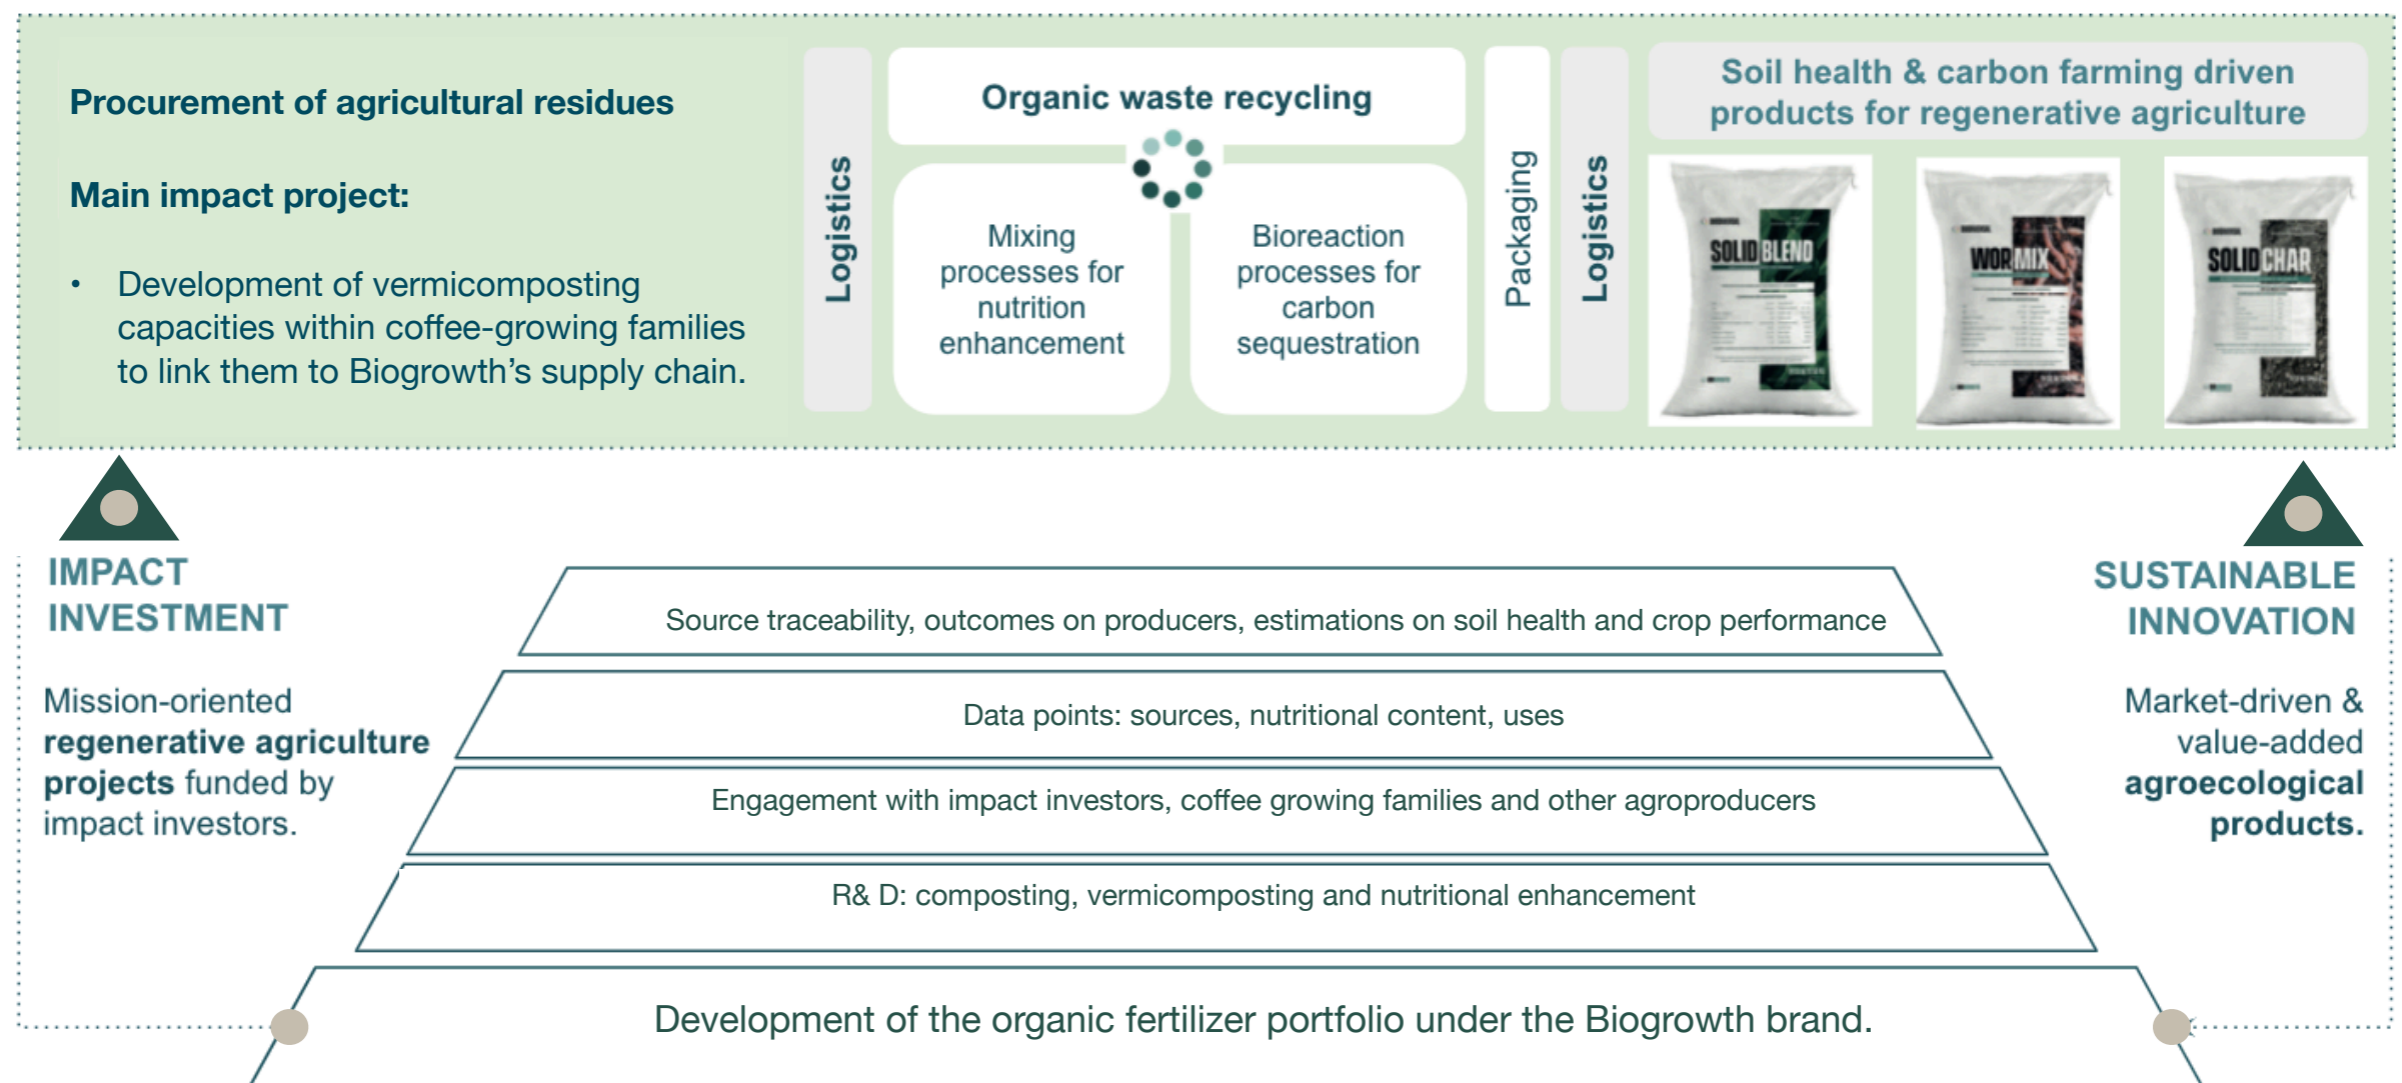 Procurement of agricultural residues
Main impact project:
• Development of vermicomposting
capacities within coffee-growing families
to link them to Biogrowth’s supply chain.
Logistics
Organic waste recycling
Mixing
processes for
nutrition
enhancement
Bioreaction
processes for
carbon
sequestration
Packaging
Logistics
Soil health & carbon farming driven
products for regenerative agriculture
SOLID BLEND
WORMIX
SOLID CHAR
IMPACT
INVESTMENT
Mission-oriented
regenerative agriculture
projects funded by
impact investors.
Source traceability, outcomes on producers, estimations on soil health and crop performance
Data points: sources, nutritional content, uses
Engagement with impact investors, coffee growing families and other agroproducers
R& D: composting, vermicomposting and nutritional enhancement
Development of the organic fertilizer portfolio under the Biogrowth brand.
SUSTAINABLE
INNOVATION
Market-driven &
value-added
agroecological
products.